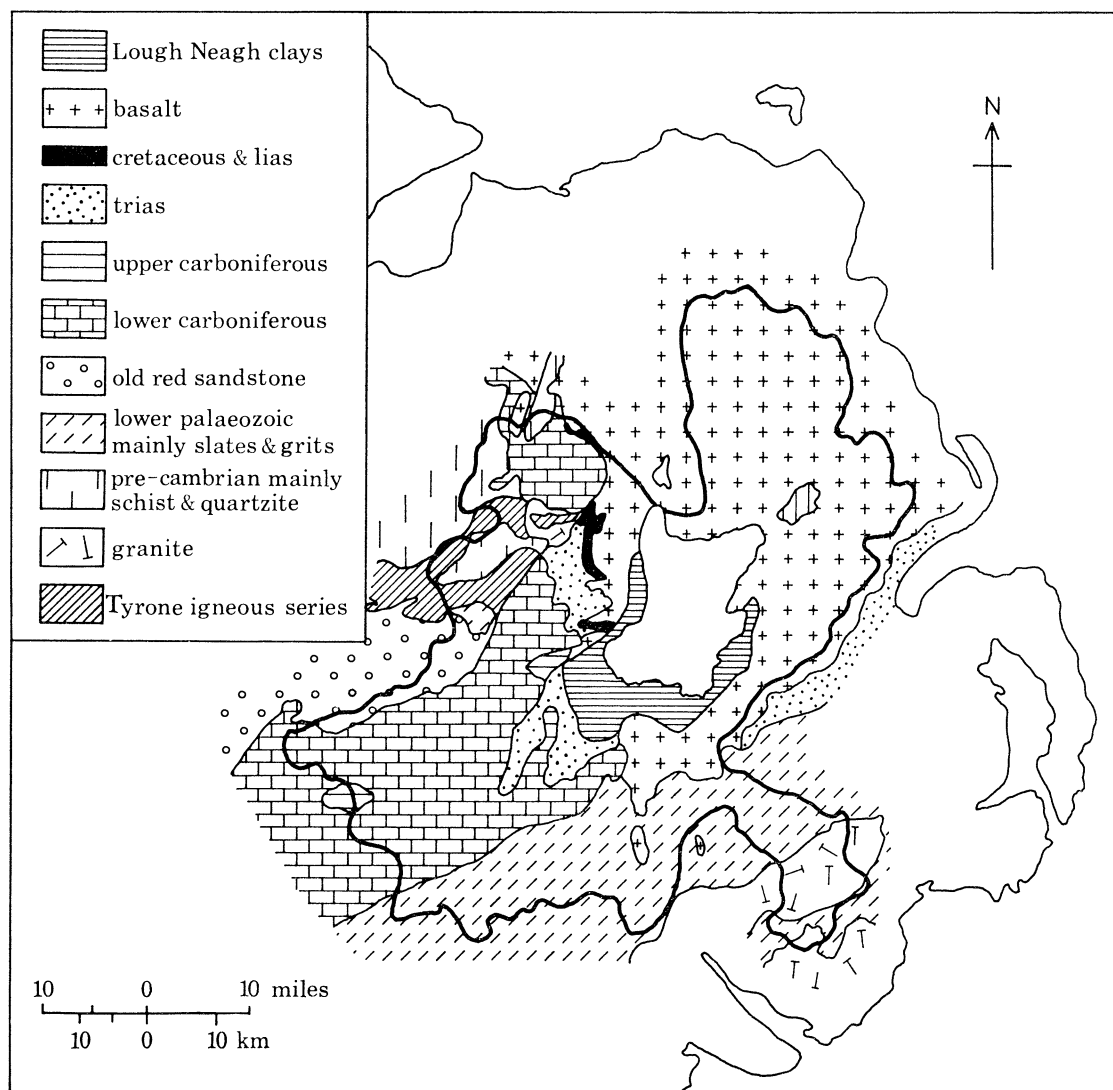 Lough Neagh clays
basalt
cretaceous & lias
trias
upper carboniferous
lower carboniferous
old red sandstone
lower palaeozoic
mainly slates & grits
pre-cambrian mainly
schist & quartzite
granite
Tyrone igneous series
N
10 0 10 miles
10 0 10 km